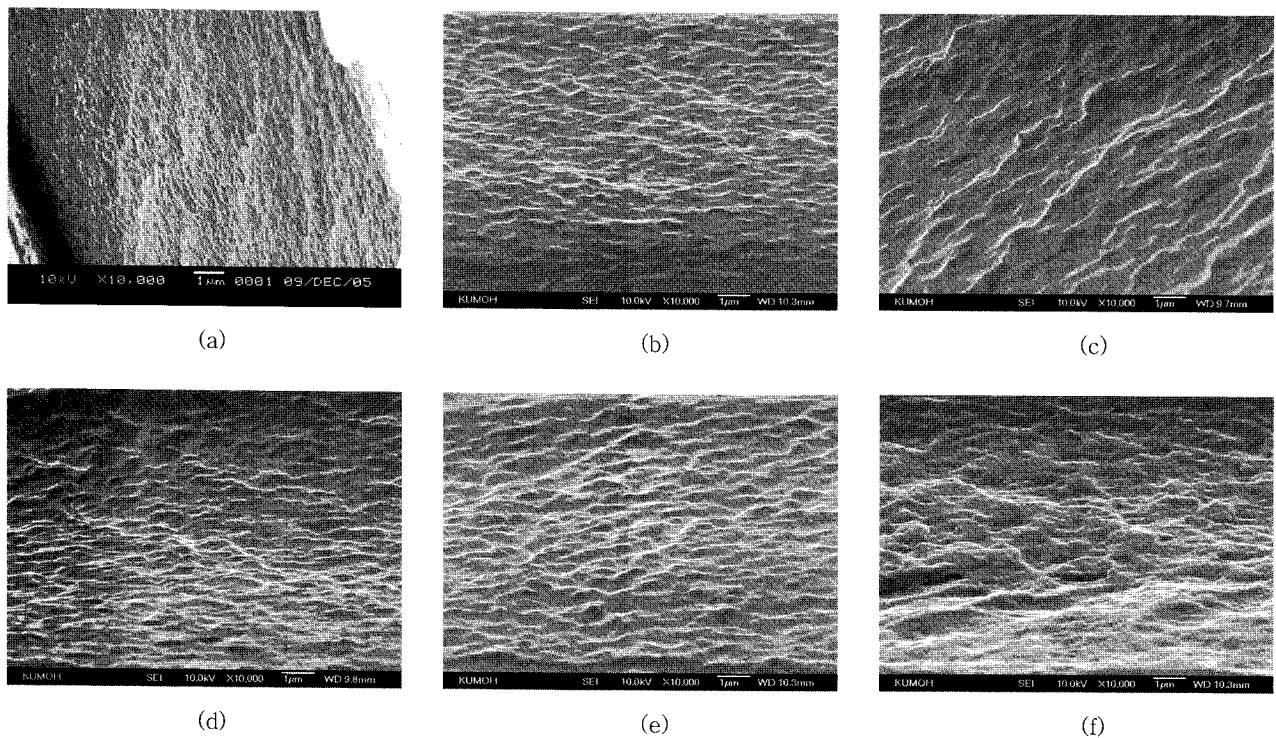 10kV X10,000 1μm 0001 09/DEC/05
KUMOH SEI 10.0kV X10,000 1μm WD 10.3mm
KUMOH SEI 10.0kV X10,000 1μm WD 9.7mm
(a)
(b)
(c)
KUMOH SEI 10.0kV X10,000 1μm WD 9.8mm
KUMOH SEI 10.0kV X10,000 1μm WD 10.3mm
KUMOH SEI 10.0kV X10,000 1μm WD 10.3mm
(d)
(e)
(f)